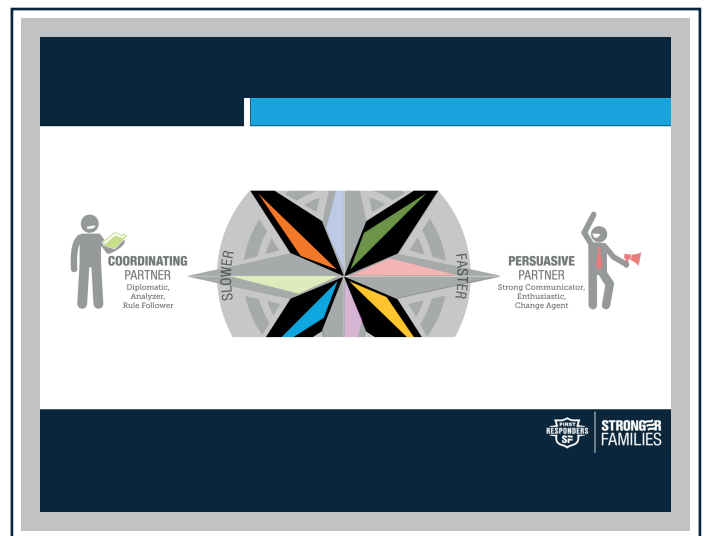 COORDINATING
PARTNER
Diplomatic,
Analyzer,
Rule Follower
SLOWER
FASTER
PERSUASIVE
PARTNER
Strong Communicator,
Enthusiastic,
Change Agent
FIRST
RESPONDERS
SF
STRONGER
FAMILIES